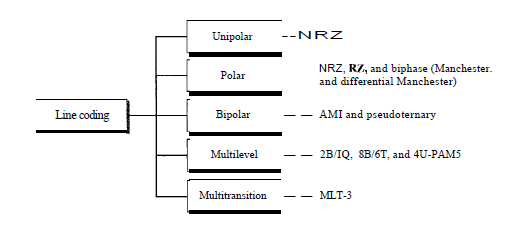 Unipolar --NRZ
Polar NRZ, RZ, and biphase (Manchester.
and differential Manchester)
Line coding
Bipolar — — AMI and pseudoternary
Multilevel — — 2B/IQ, 8B/6T, and 4U-PAM5
Multitransition — — MLT-3